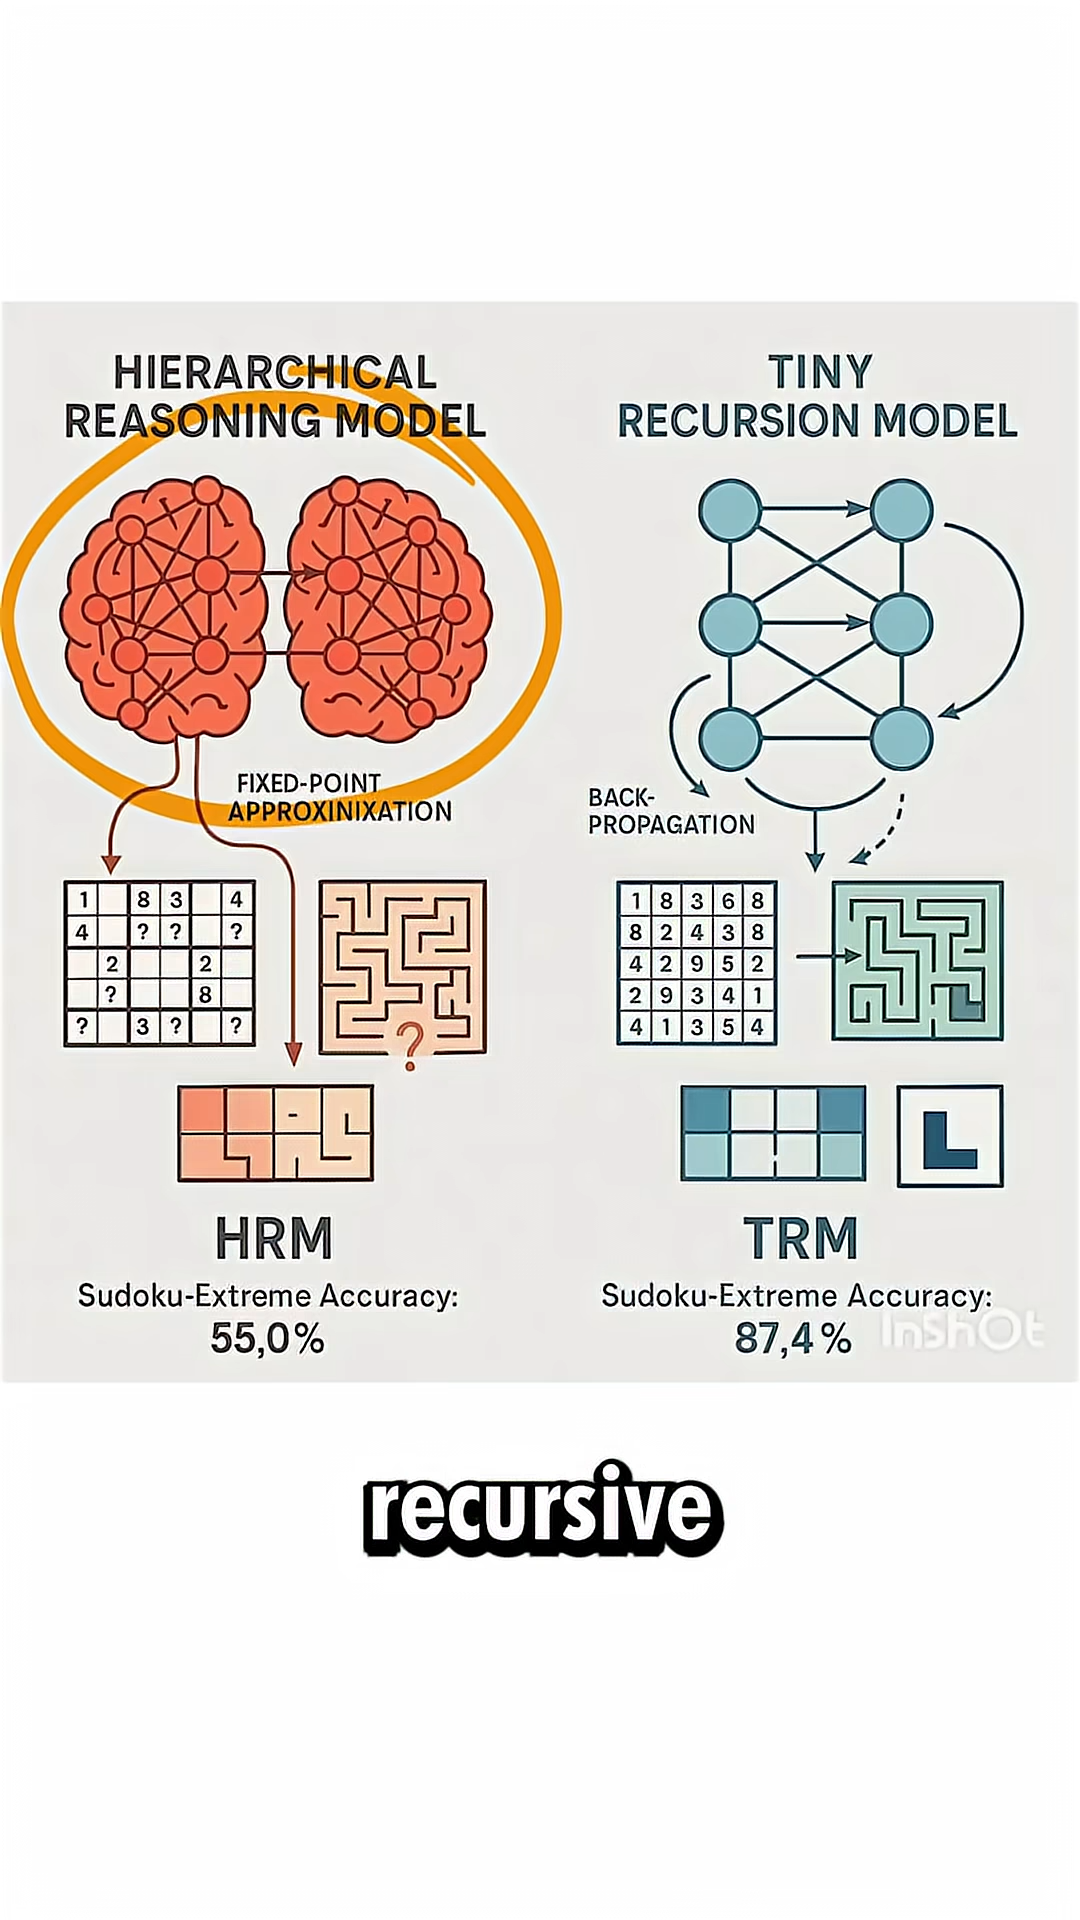 HIERARCHICAL
REASONING MODEL
FIXED-POINT
APPROXINIXATION
1 8 3 4
4 ? ? ?
2 2
? 8
? 3 ? ?
?
HRM
Sudoku-Extreme Accuracy:
55,0%
TINY
RECURSION MODEL
BACK-
PROPAGATION
1 8 3 6 8
8 2 4 3 8
4 2 9 5 2
2 9 3 4 1
4 1 3 5 4
TRM
Sudoku-Extreme Accuracy:
87,4%
InShOt
recursive